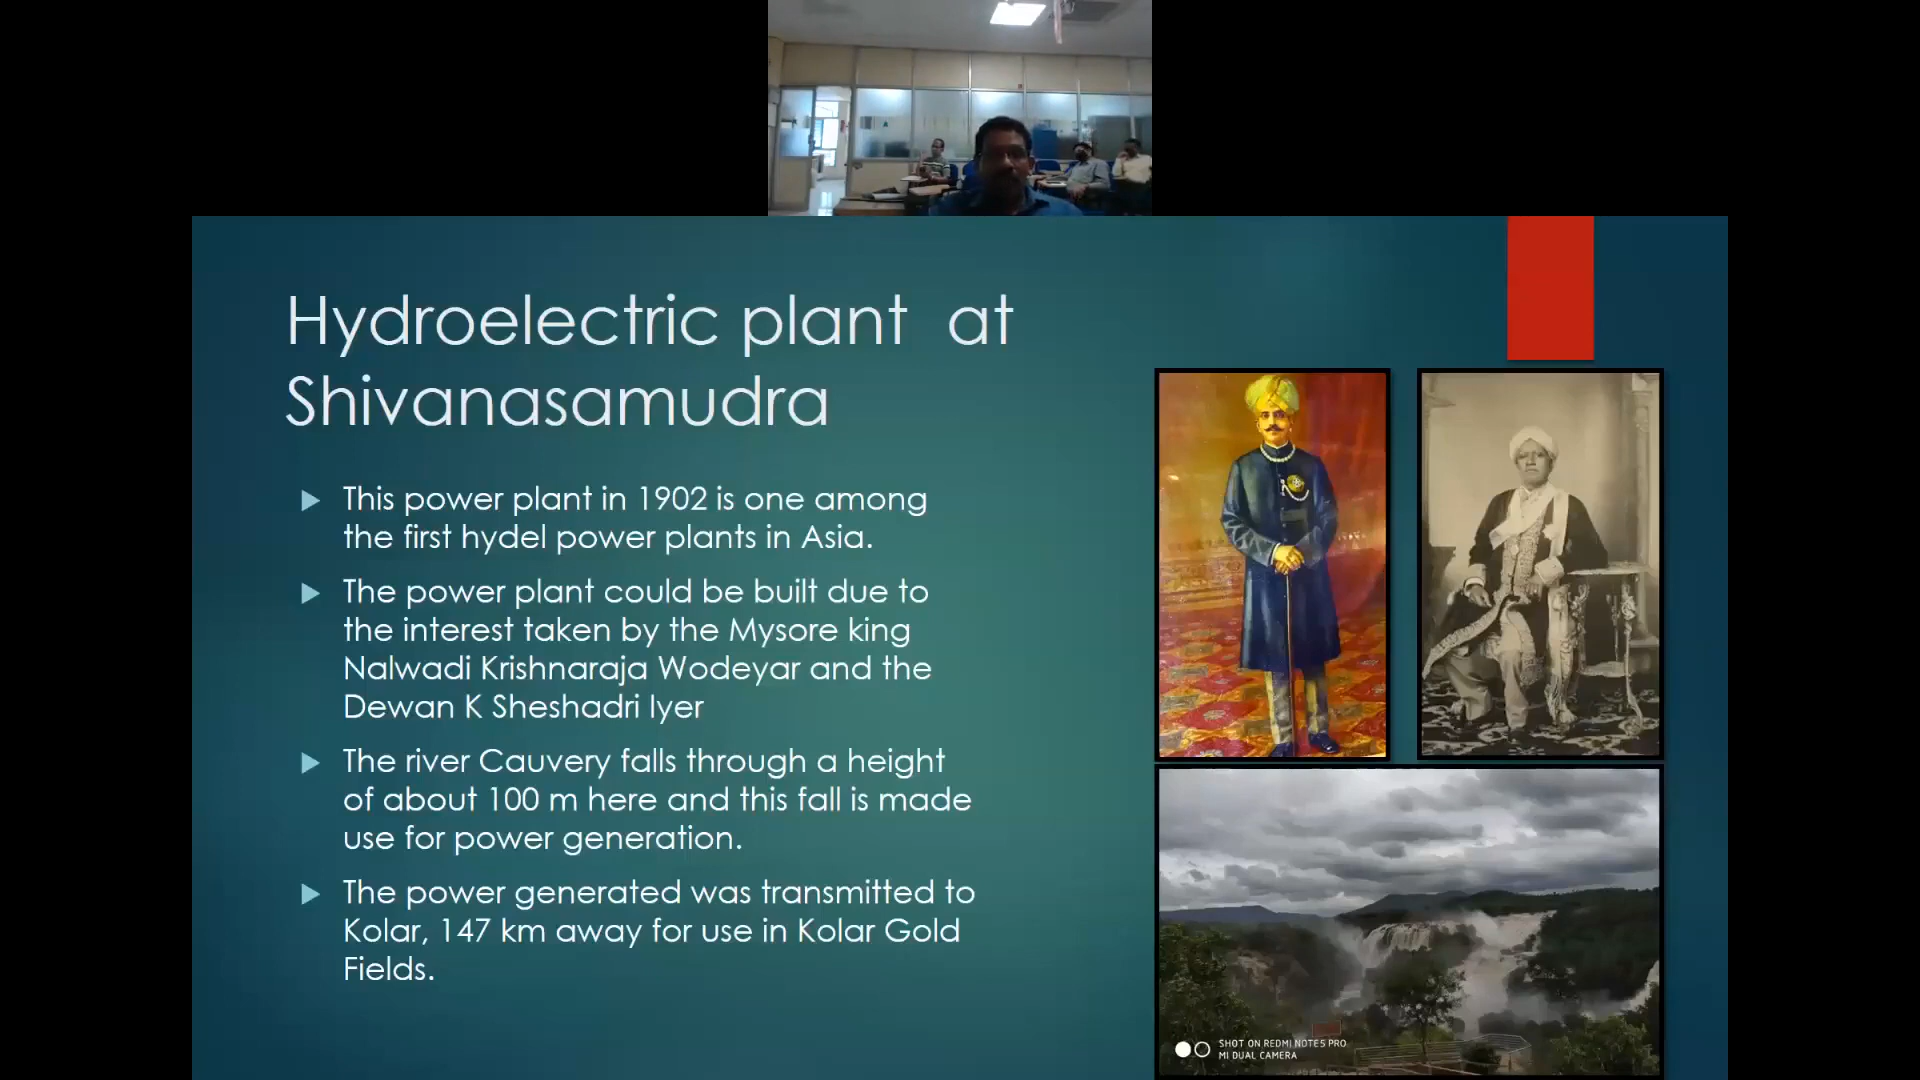 Hydroelectric plant at
Shivanasamudra
This power plant in 1902 is one among
the first hydel power plants in Asia.
The power plant could be built due to
the interest taken by the Mysore king
Nalwadi Krishnaraja Wodeyar and the
Dewan K Sheshadri Iyer
The river Cauvery falls through a height
of about 100 m here and this fall is made
use for power generation.
The power generated was transmitted to
Kolar, 147 km away for use in Kolar Gold
Fields.
SHOT ON REDMI NOTE5 PRO
MI DUAL CAMERA